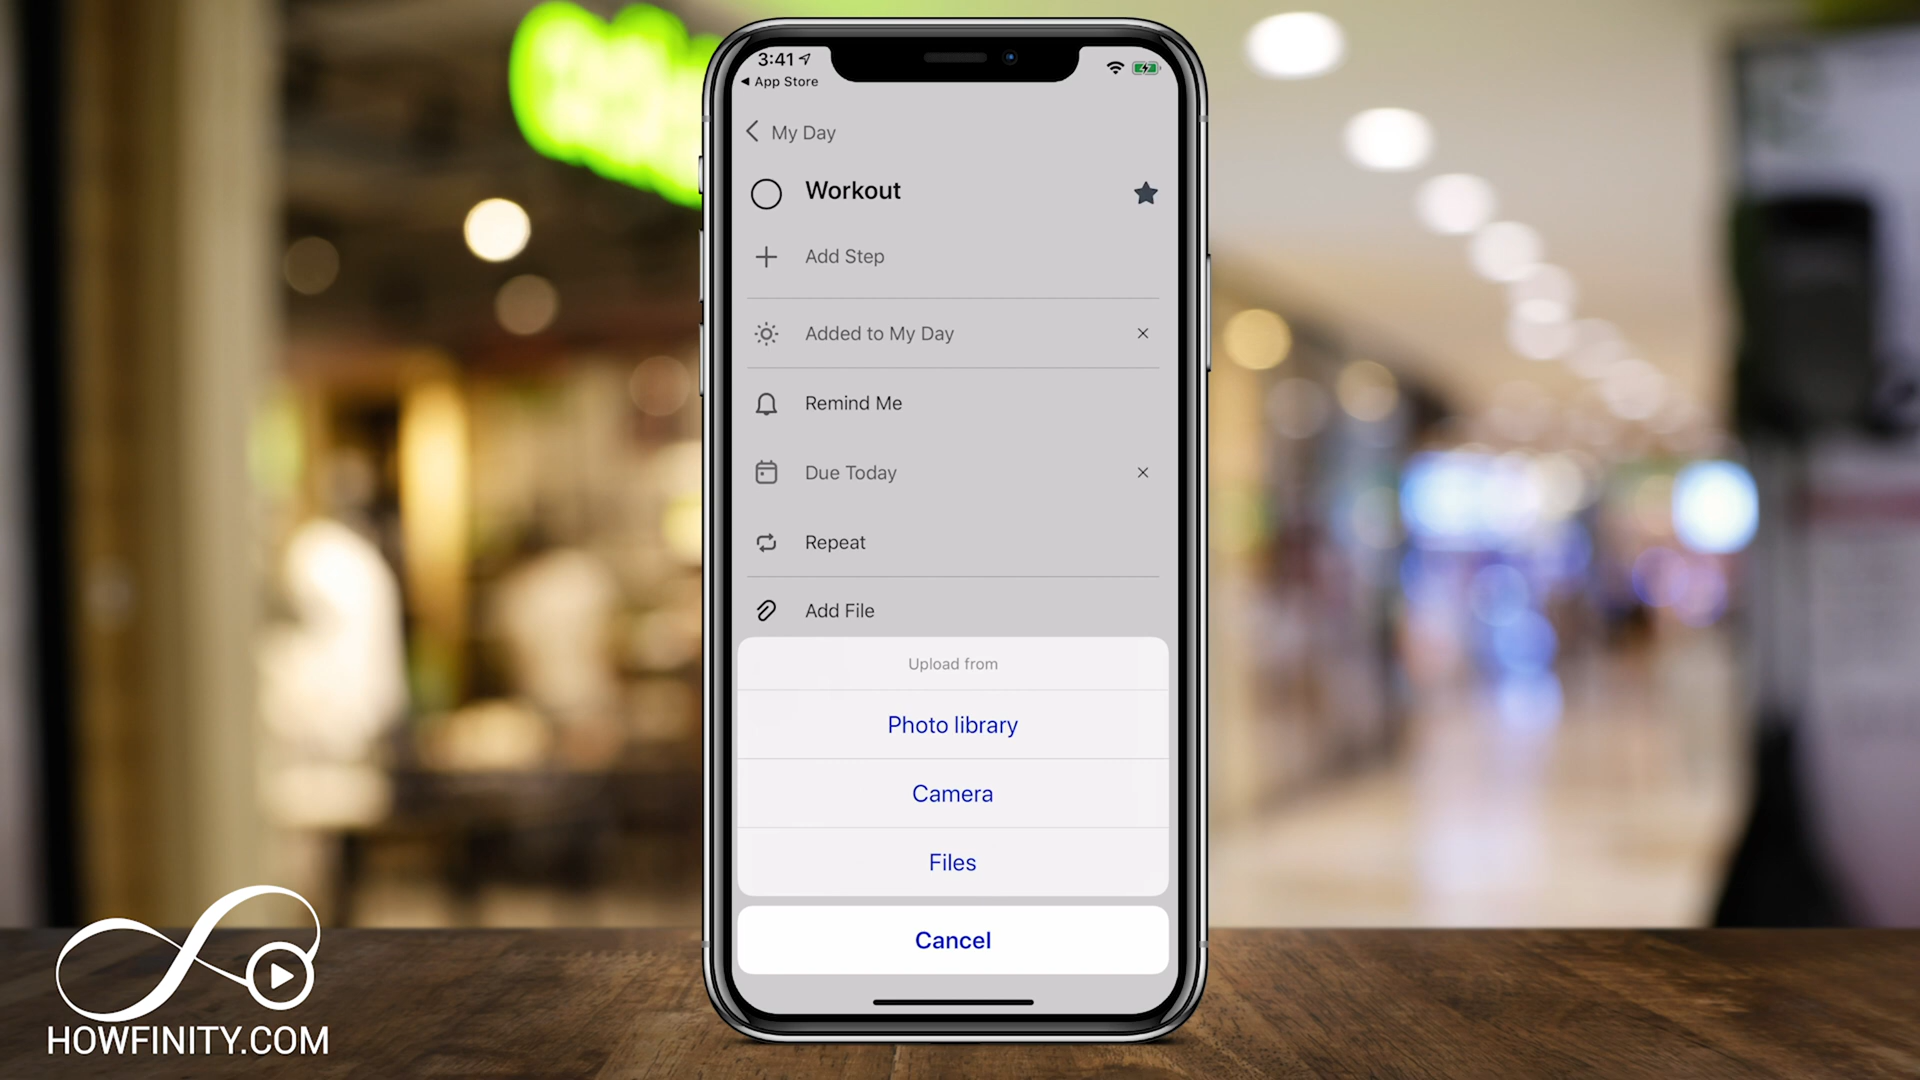 3:41
App Store
My Day
Workout
Add Step
Added to My Day
Remind Me
Due Today
Repeat
Add File
Upload from
Photo library
Camera
Files
Cancel
HOWFINITY.COM